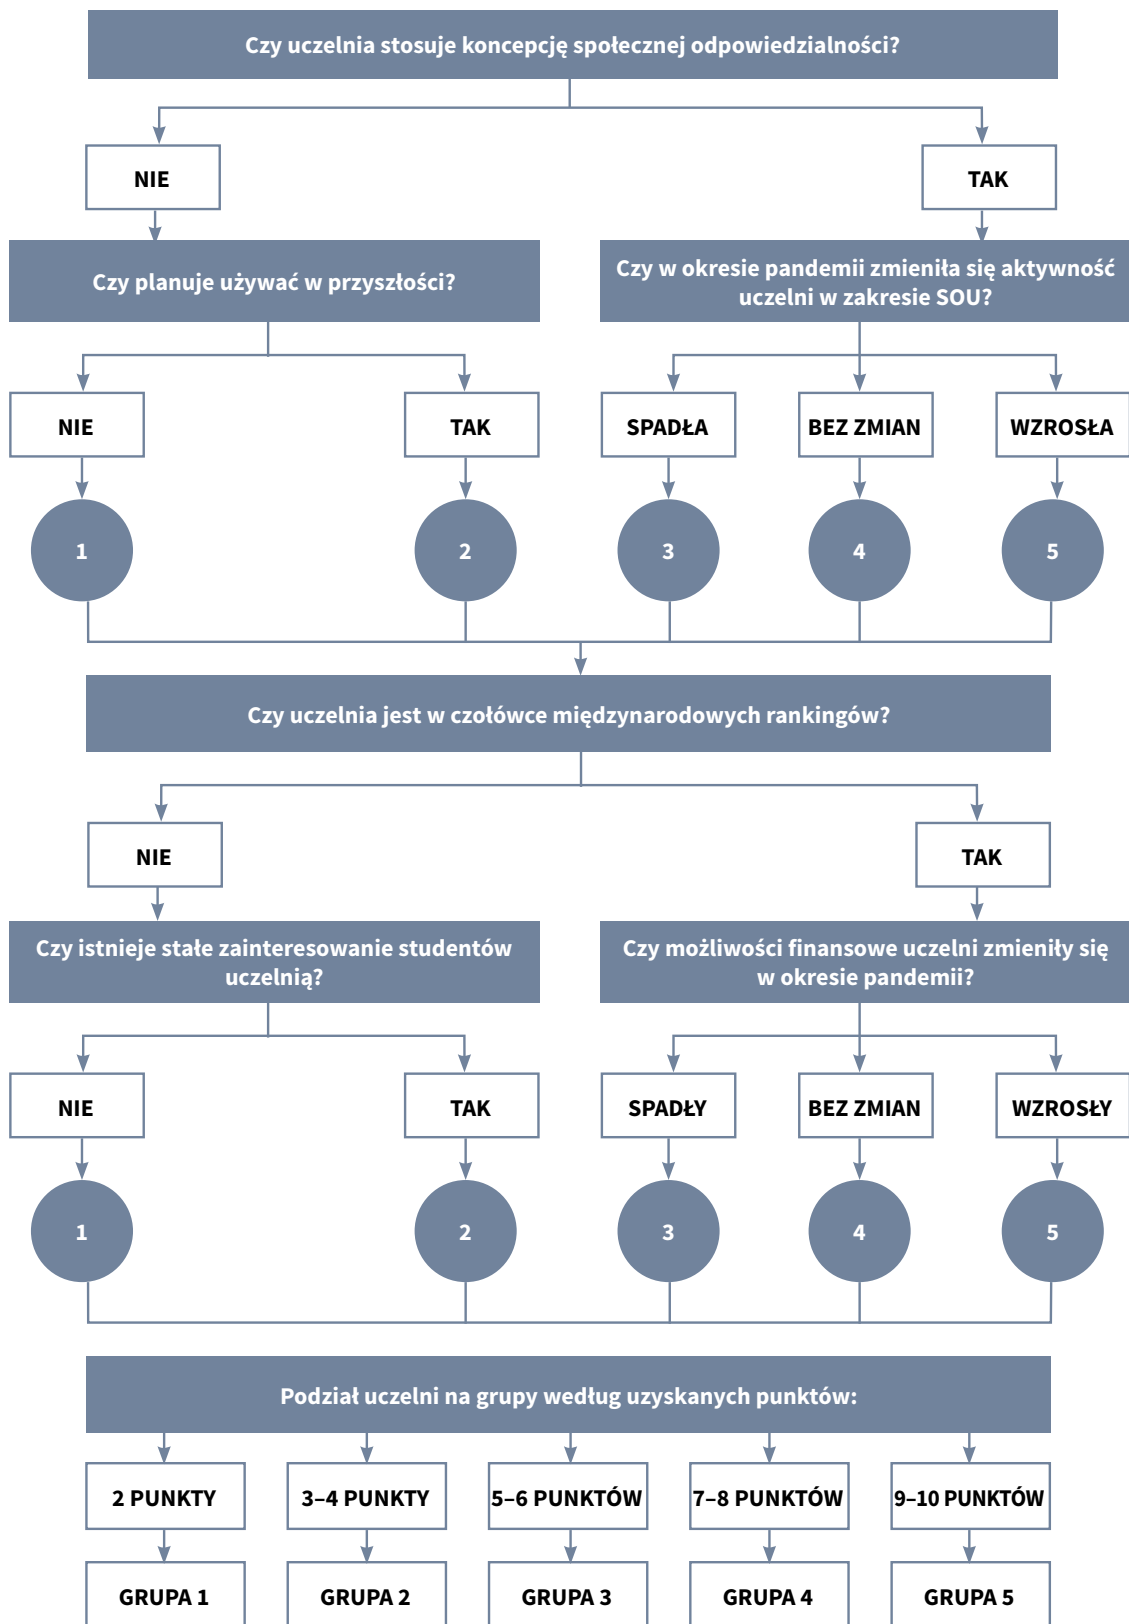 Czy uczelnia stosuje koncepcję społecznej odpowiedzialności?
NIE
TAK
Czy planuje używać w przyszłości?
Czy w okresie pandemii zmieniła się aktywność
uczelni w zakresie SOU?
NIE
TAK
SPADŁA
BEZ ZMIAN
WZROSŁA
1
2
3
4
5
Czy uczelnia jest w czołówce międzynarodowych rankingów?
NIE
TAK
Czy istnieje stałe zainteresowanie studentów
uczelnią?
Czy możliwości finansowe uczelni zmieniły się
w okresie pandemii?
NIE
TAK
SPADŁY
BEZ ZMIAN
WZROSŁY
1
2
3
4
5
Podział uczelni na grupy według uzyskanych punktów:
2 PUNKTY
3–4 PUNKTY
5–6 PUNKTÓW
7–8 PUNKTÓW
9–10 PUNKTÓW
GRUPA 1
GRUPA 2
GRUPA 3
GRUPA 4
GRUPA 5